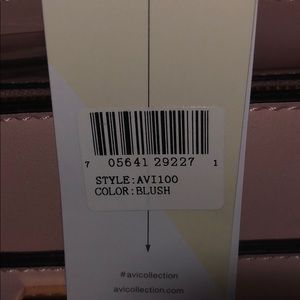 7 05641 29227 1
STYLE:AVI100
COLOR:BLUSH
#avicollection
avicollection.com